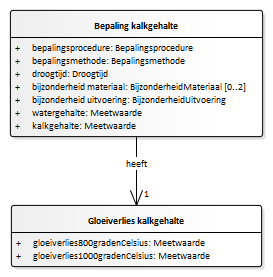 Bepaling kalkgehalte
+ bepalingsprocedure: Bepalingsprocedure
+ bepalingsmethode: Bepalingsmethode
+ droogtijd: Droogtijd
+ bijzonderheid materiaal: BijzonderheidMateriaal [0..2]
+ bijzonderheid uitvoering: BijzonderheidUitvoering
+ watergehalte: Meetwaarde
+ kalkgehalte: Meetwaarde
heeft
1
Gloeiverlies kalkgehalte
+ gloeiverlies800gradenCelsius: Meetwaarde
+ gloeiverlies1000gradenCelsius: Meetwaarde